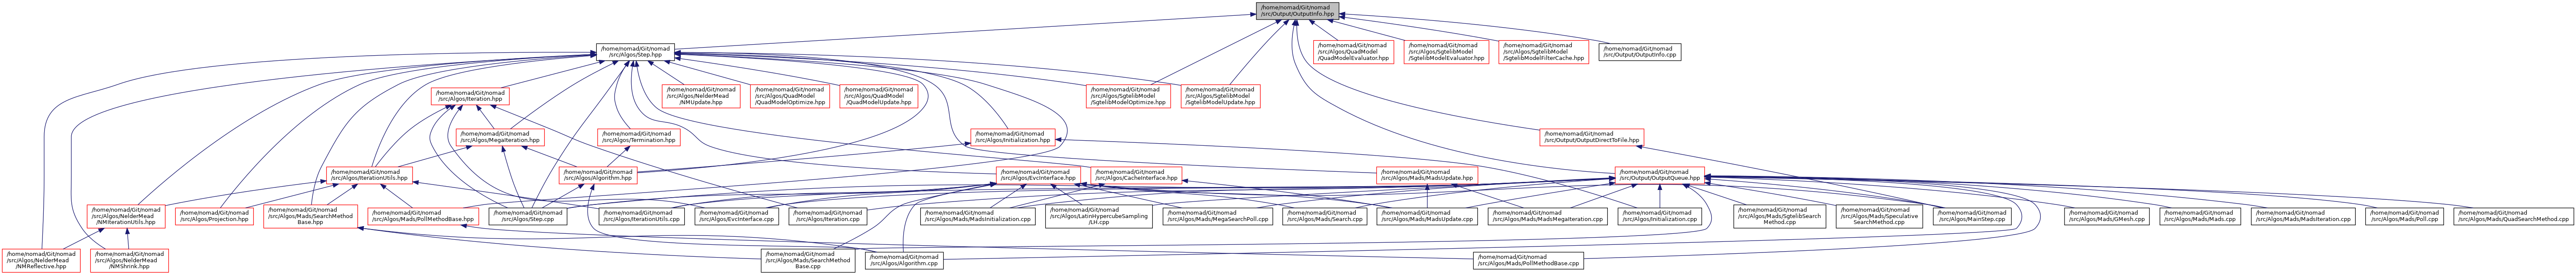 /home/nomad/Git/nomad
/src/Output/OutputInfo.hpp
/home/nomad/Git/nomad
/src/Algos/Step.hpp
/home/nomad/Git/nomad
/src/Algos/QuadModel
/QuadModelEvaluator.hpp
/home/nomad/Git/nomad
/src/Algos/SgtelibModel
/SgtelibModelEvaluator.hpp
/home/nomad/Git/nomad
/src/Algos/SgtelibModel
/SgtelibModelFilterCache.hpp
/home/nomad/Git/nomad
/src/Output/OutputInfo.cpp
/home/nomad/Git/nomad
/src/Algos/Iteration.hpp
/home/nomad/Git/nomad
/src/Algos/NelderMead
/NMUpdate.hpp
/home/nomad/Git/nomad
/src/Algos/QuadModel
/QuadModelOptimize.hpp
/home/nomad/Git/nomad
/src/Algos/QuadModel
/QuadModelUpdate.hpp
/home/nomad/Git/nomad
/src/Algos/SgtelibModel
/SgtelibModelOptimize.hpp
/home/nomad/Git/nomad
/src/Algos/SgtelibModel
/SgtelibModelUpdate.hpp
/home/nomad/Git/nomad
/src/Algos/MegaIteration.hpp
/home/nomad/Git/nomad
/src/Algos/Termination.hpp
/home/nomad/Git/nomad
/src/Algos/Initialization.hpp
/home/nomad/Git/nomad
/src/Output/OutputDirectToFile.hpp
/home/nomad/Git/nomad
/src/Algos/IterationUtils.hpp
/home/nomad/Git/nomad
/src/Algos/Algorithm.hpp
/home/nomad/Git/nomad
/src/Algos/EvcInterface.hpp
/home/nomad/Git/nomad
/src/Algos/CacheInterface.hpp
/home/nomad/Git/nomad
/src/Algos/Mads/MadsUpdate.hpp
/home/nomad/Git/nomad
/src/Output/OutputQueue.hpp
/home/nomad/Git/nomad
/src/Algos/NelderMead
/NMIterationUtils.hpp
/home/nomad/Git/nomad
/src/Algos/Projection.hpp
/home/nomad/Git/nomad
/src/Algos/Mads/SearchMethod
Base.hpp
/home/nomad/Git/nomad
/src/Algos/Mads/PollMethodBase.hpp
/home/nomad/Git/nomad
/src/Algos/Step.cpp
/home/nomad/Git/nomad
/src/Algos/IterationUtils.cpp
/home/nomad/Git/nomad
/src/Algos/EvcInterface.cpp
/home/nomad/Git/nomad
/src/Algos/Iteration.cpp
/home/nomad/Git/nomad
/src/Algos/Mads/MadsInitialization.cpp
/home/nomad/Git/nomad
/src/Algos/LatinHypercubeSampling
/LH.cpp
/home/nomad/Git/nomad
/src/Algos/Mads/MegaSearchPoll.cpp
/home/nomad/Git/nomad
/src/Algos/Mads/Search.cpp
/home/nomad/Git/nomad
/src/Algos/Mads/MadsUpdate.cpp
/home/nomad/Git/nomad
/src/Algos/Mads/MadsMegaIteration.cpp
/home/nomad/Git/nomad
/src/Algos/Initialization.cpp
/home/nomad/Git/nomad
/src/Algos/Mads/SgtelibSearch
Method.cpp
/home/nomad/Git/nomad
/src/Algos/Mads/Speculative
SearchMethod.cpp
/home/nomad/Git/nomad
/src/Algos/MainStep.cpp
/home/nomad/Git/nomad
/src/Algos/Mads/GMesh.cpp
/home/nomad/Git/nomad
/src/Algos/Mads/Mads.cpp
/home/nomad/Git/nomad
/src/Algos/Mads/MadsIteration.cpp
/home/nomad/Git/nomad
/src/Algos/Mads/Poll.cpp
/home/nomad/Git/nomad
/src/Algos/Mads/QuadSearchMethod.cpp
/home/nomad/Git/nomad
/src/Algos/NelderMead
/NMReflective.hpp
/home/nomad/Git/nomad
/src/Algos/NelderMead
/NMShrink.hpp
/home/nomad/Git/nomad
/src/Algos/Mads/SearchMethod
Base.cpp
/home/nomad/Git/nomad
/src/Algos/Algorithm.cpp
/home/nomad/Git/nomad
/src/Algos/Mads/PollMethodBase.cpp